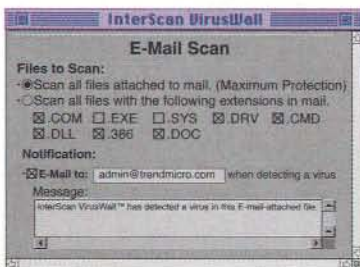 InterScan VirusWall
E-Mail Scan
Files to Scan:
Scan all files attached to mail. (Maximum Protection)
Scan all files with the following extensions in mail.
.COM .EXE .SYS .DRV .CMD
.DLL .386 .DOC
Notification:
E-Mail to: admin@trendmicro.com when detecting a virus
Message:
InterScan VirusWall™ has detected a virus in this E-mail-attached file.